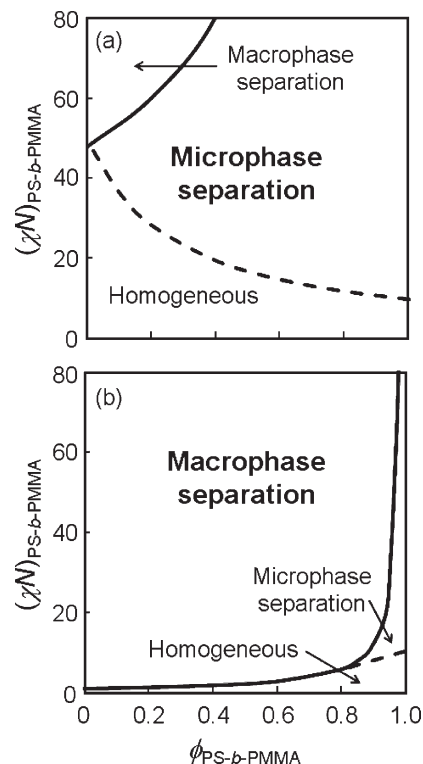 80
(a)
Macrophase
separation
60
Microphase
separation
40
20
Homogeneous
0
(χN)PS-b-PMMA
80
(b)
Macrophase
separation
60
40
Microphase
separation
20
Homogeneous
0
(χN)PS-b-PMMA
0 0.2 0.4 0.6 0.8 1.0
ϕPS-b-PMMA